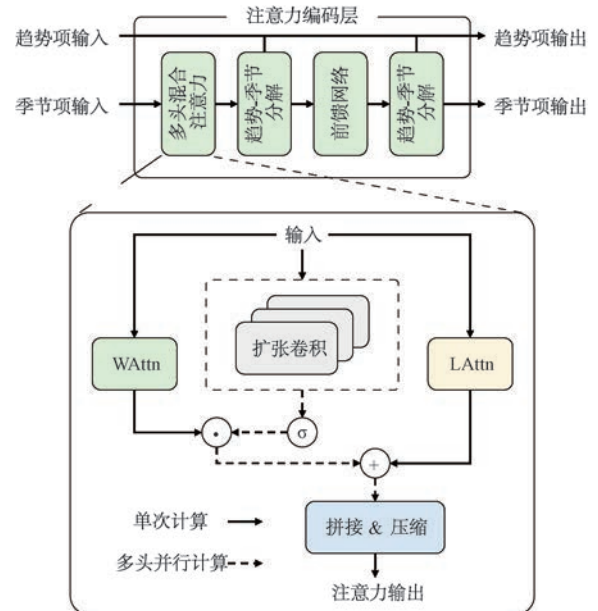 注意力编码层
趋势项输入
趋势项输出
季节项输入
多头混合
注意力
趋势-季节
分解
前馈网络
趋势-季节
分解
季节项输出
输入
扩张卷积
WAttn
LAttn
·
σ
+
单次计算
拼接 & 压缩
多头并行计算
注意力输出